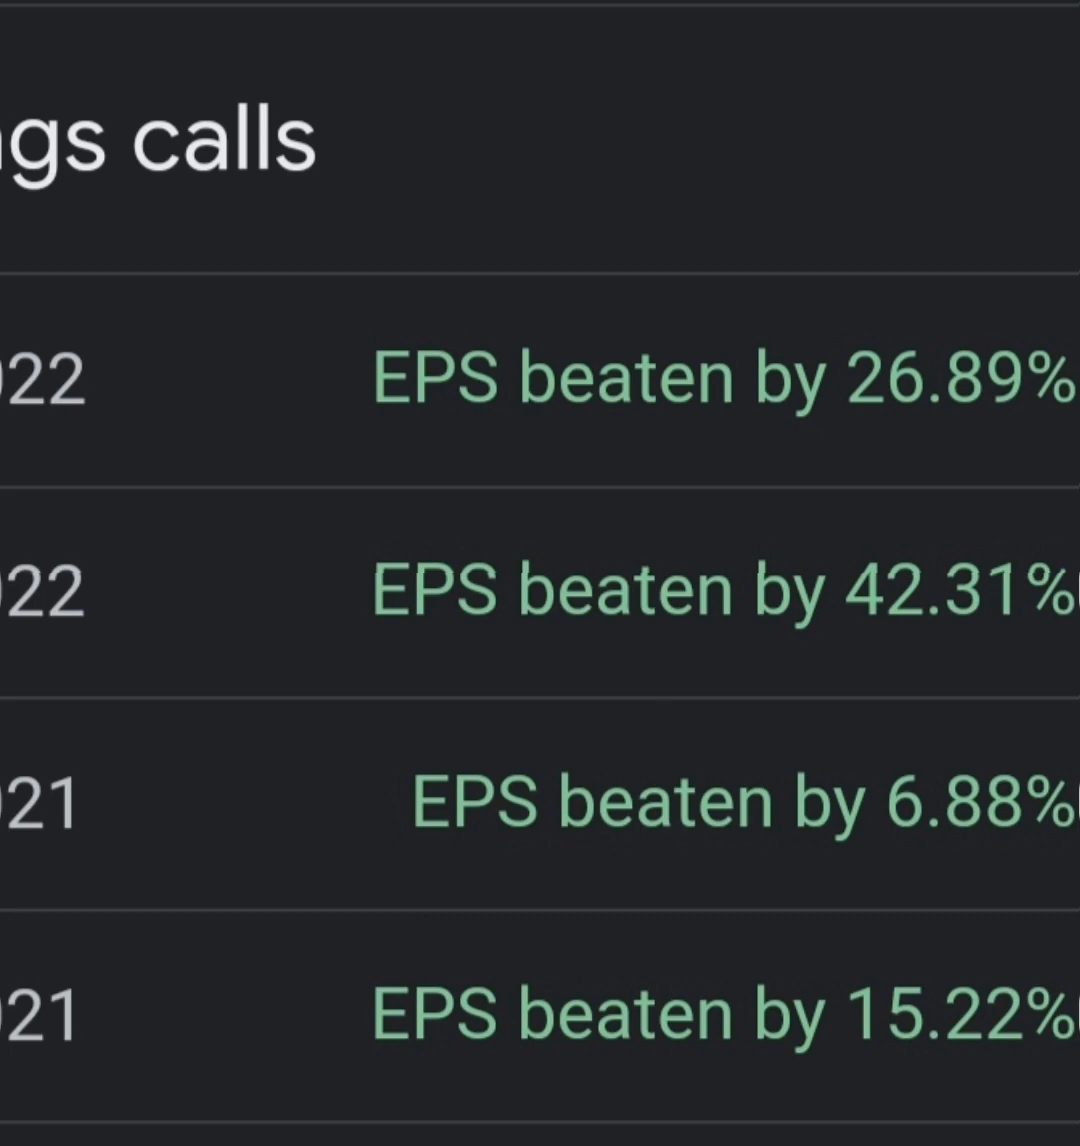 gs calls
22 EPS beaten by 26.89%
22 EPS beaten by 42.31%
21 EPS beaten by 6.88%
21 EPS beaten by 15.22%